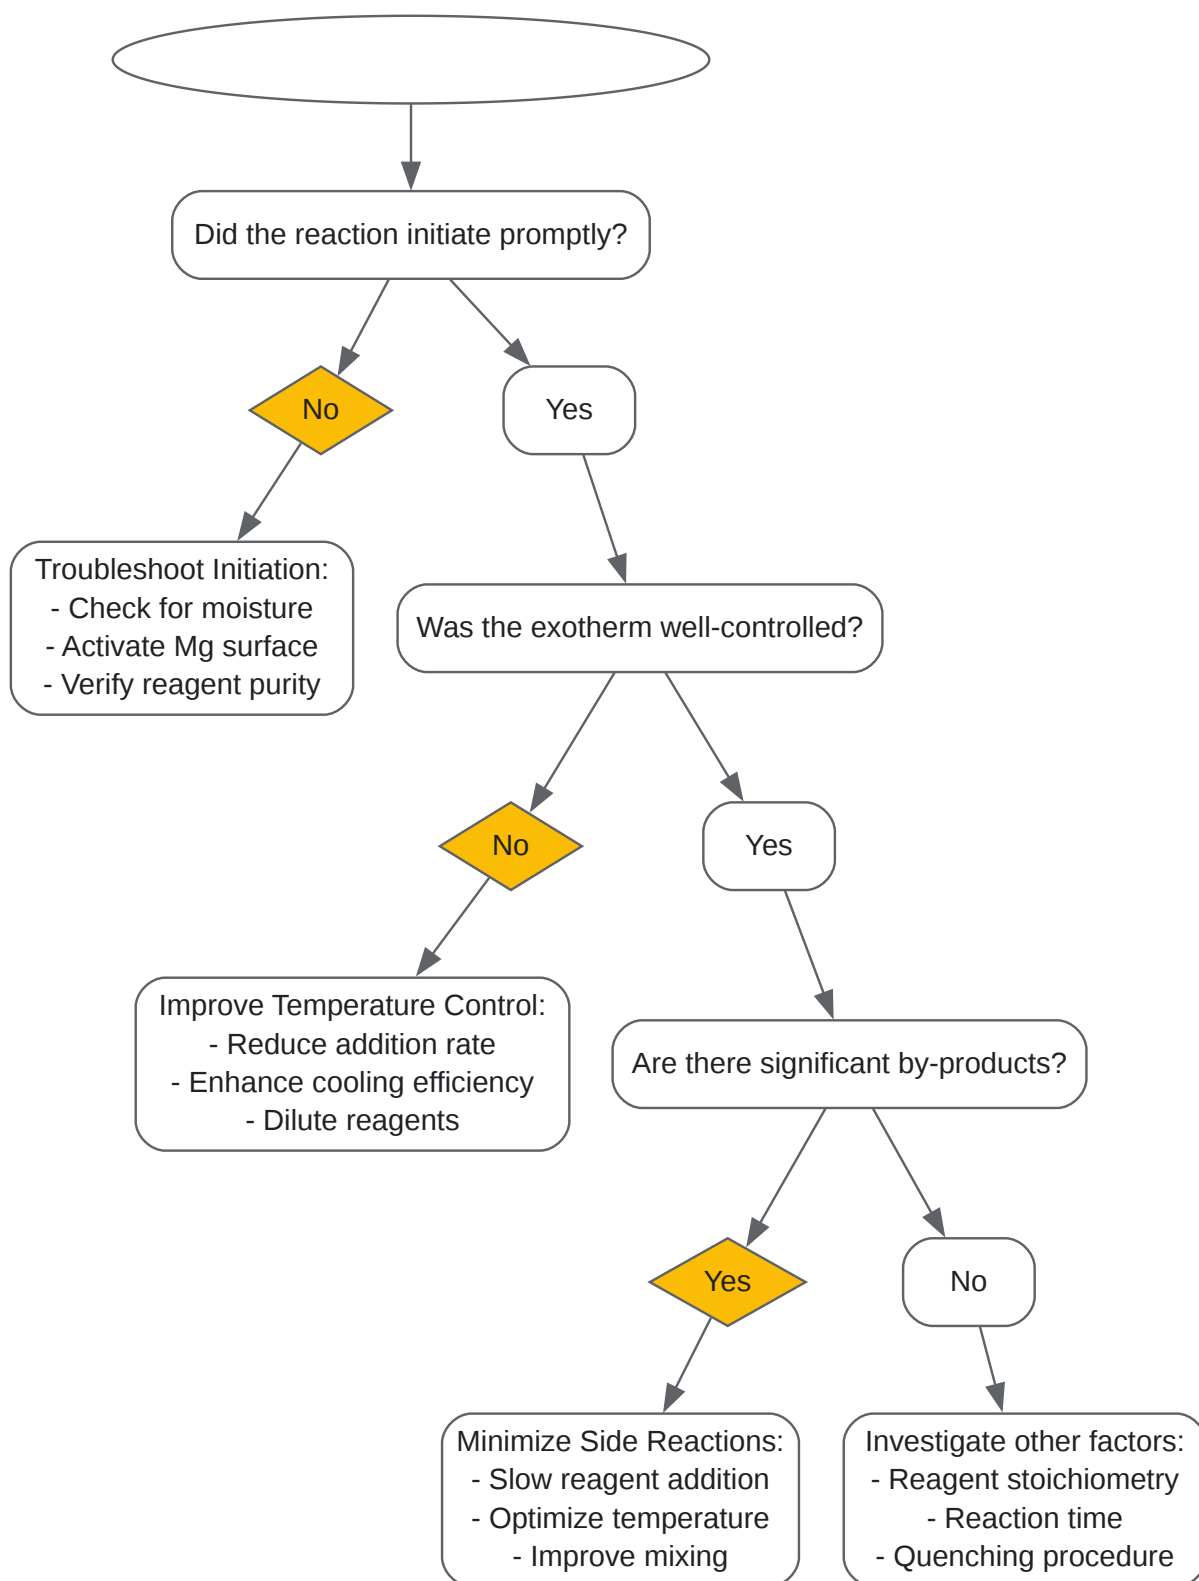 Did the reaction initiate promptly?
No
Yes
Troubleshoot Initiation:
- Check for moisture
- Activate Mg surface
- Verify reagent purity
Was the exotherm well-controlled?
No
Yes
Improve Temperature Control:
- Reduce addition rate
- Enhance cooling efficiency
- Dilute reagents
Are there significant by-products?
Yes
No
Minimize Side Reactions:
- Slow reagent addition
- Optimize temperature
- Improve mixing
Investigate other factors:
- Reagent stoichiometry
- Reaction time
- Quenching procedure